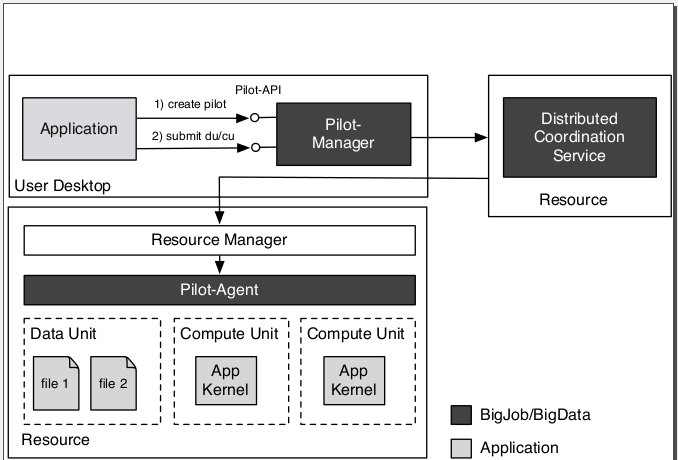 Pilot-API
1) create pilot
Application
2) submit du/cu
Pilot-
Manager
User Desktop
Distributed
Coordination
Service
Resource
Resource Manager
Pilot-Agent
Data Unit
file 1
file 2
Compute Unit
App
Kernel
Compute Unit
App
Kernel
Resource
BigJob/BigData
Application